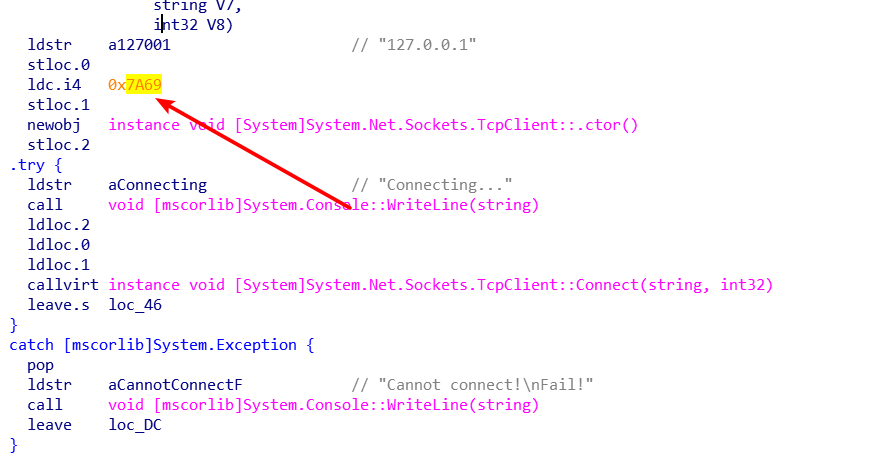 string V7,
int32 V8)
ldstr a127001 // "127.0.0.1"
stloc.0
ldc.i4 0x7A69
stloc.1
newobj instance void [System]System.Net.Sockets.TcpClient::.ctor()
stloc.2
.try {
ldstr aConnecting // "Connecting..."
call void [mscorlib]System.Console::WriteLine(string)
ldloc.2
ldloc.0
ldloc.1
callvirt instance void [System]System.Net.Sockets.TcpClient::Connect(string, int32)
leave.s loc_46
}
catch [mscorlib]System.Exception {
pop
ldstr aCannotConnectF // "Cannot connect!\nFail!"
call void [mscorlib]System.Console::WriteLine(string)
leave loc_DC
}